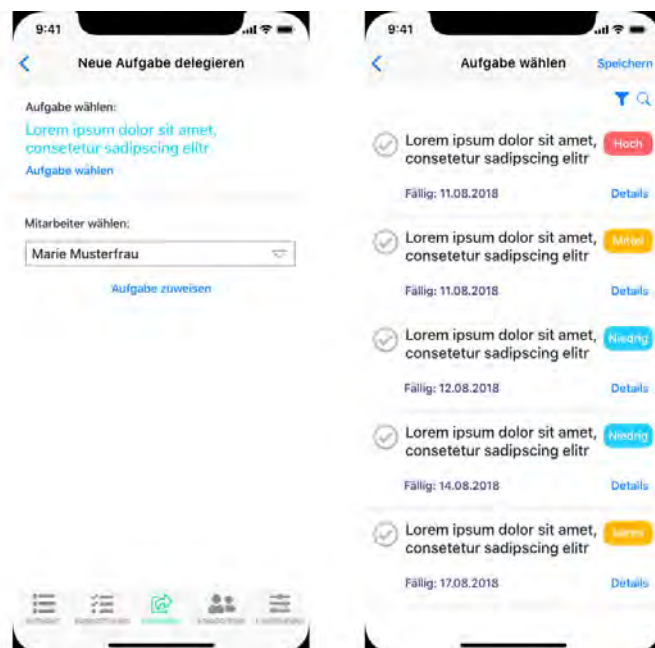 9:41
Neue Aufgabe delegieren
Aufgabe wählen:
Lorem ipsum dolor sit amet,
consetetur sadipscing elitr
Aufgabe wählen
Mitarbeiter wählen:
Marie Musterfrau
Aufgabe zuweisen
9:41
Aufgabe wählen Speichern
Lorem ipsum dolor sit amet, Hoch
consetetur sadipscing elitr
Fällig: 11.08.2018 Details
Lorem ipsum dolor sit amet, Mittel
consetetur sadipscing elitr
Fällig: 11.08.2018 Details
Lorem ipsum dolor sit amet, Niedrig
consetetur sadipscing elitr
Fällig: 12.08.2018 Details
Lorem ipsum dolor sit amet, Niedrig
consetetur sadipscing elitr
Fällig: 14.08.2018 Details
Lorem ipsum dolor sit amet,
consetetur sadipscing elitr
Fällig: 17.08.2018 Details